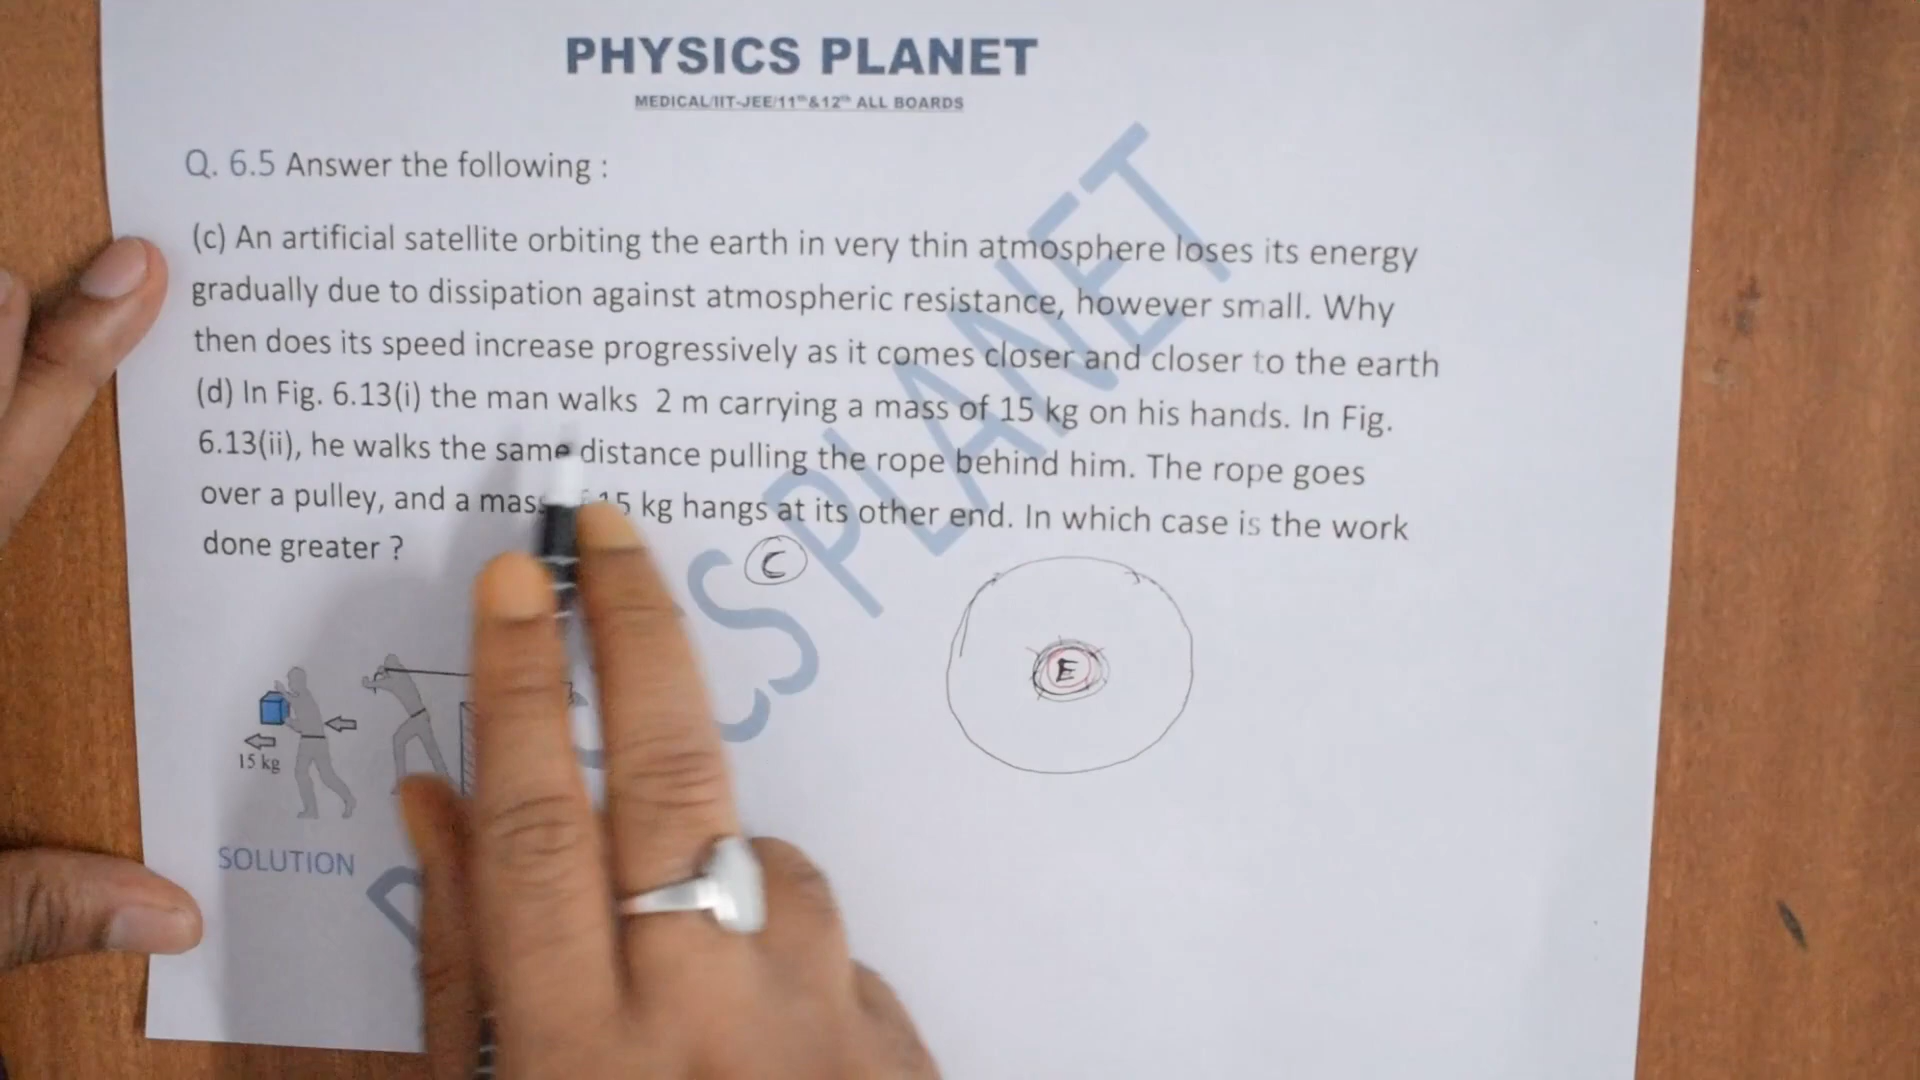 PHYSICS PLANET
MEDICAL/IIT-JEE/11th&12th ALL BOARDS
Q. 6.5 Answer the following :
(c) An artificial satellite orbiting the earth in very thin atmosphere loses its energy
gradually due to dissipation against atmospheric resistance, however small. Why
then does its speed increase progressively as it comes closer and closer to the earth
(d) In Fig. 6.13(i) the man walks 2 m carrying a mass of 15 kg on his hands. In Fig.
6.13(ii), he walks the same distance pulling the rope behind him. The rope goes
over a pulley, and a mass 15 kg hangs at its other end. In which case is the work
done greater ?
C
E
15 kg
SOLUTION